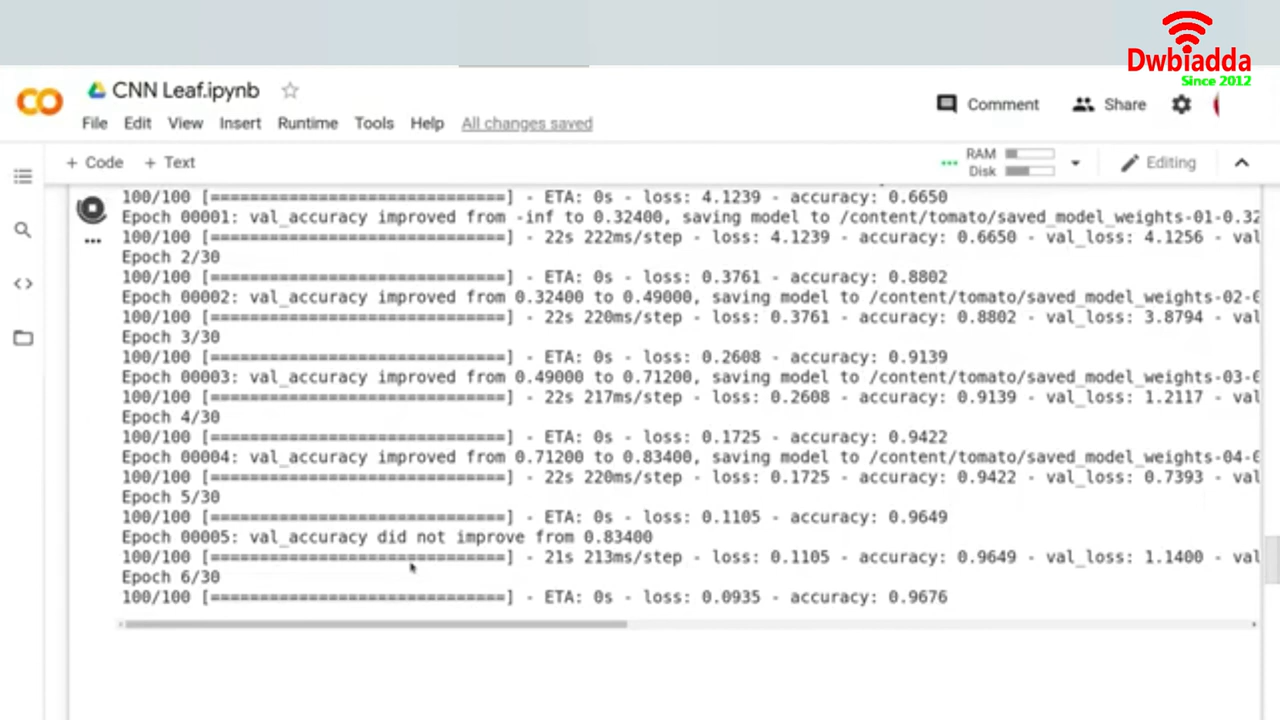 Dwbiadda
Since 2012
CNN Leaf.ipynb
File Edit View Insert Runtime Tools Help All changes saved
Comment Share
+ Code + Text
RAM
Disk
Editing
100/100 [==============================] - ETA: 0s - loss: 4.1239 - accuracy: 0.6650
Epoch 00001: val_accuracy improved from -inf to 0.32400, saving model to /content/tomato/saved_model_weights-01-0.32
100/100 [==============================] - 22s 222ms/step - loss: 4.1239 - accuracy: 0.6650 - val_loss: 4.1256 - val
Epoch 2/30
100/100 [==============================] - ETA: 0s - loss: 0.3761 - accuracy: 0.8802
Epoch 00002: val_accuracy improved from 0.32400 to 0.49000, saving model to /content/tomato/saved_model_weights-02-0
100/100 [==============================] - 22s 220ms/step - loss: 0.3761 - accuracy: 0.8802 - val_loss: 3.8794 - val
Epoch 3/30
100/100 [==============================] - ETA: 0s - loss: 0.2608 - accuracy: 0.9139
Epoch 00003: val_accuracy improved from 0.49000 to 0.71200, saving model to /content/tomato/saved_model_weights-03-0
100/100 [==============================] - 22s 217ms/step - loss: 0.2608 - accuracy: 0.9139 - val_loss: 1.2117 - val
Epoch 4/30
100/100 [==============================] - ETA: 0s - loss: 0.1725 - accuracy: 0.9422
Epoch 00004: val_accuracy improved from 0.71200 to 0.83400, saving model to /content/tomato/saved_model_weights-04-0
100/100 [==============================] - 22s 220ms/step - loss: 0.1725 - accuracy: 0.9422 - val_loss: 0.7393 - val
Epoch 5/30
100/100 [==============================] - ETA: 0s - loss: 0.1105 - accuracy: 0.9649
Epoch 00005: val_accuracy did not improve from 0.83400
100/100 [==============================] - 21s 213ms/step - loss: 0.1105 - accuracy: 0.9649 - val_loss: 1.1400 - val
Epoch 6/30
100/100 [==============================] - ETA: 0s - loss: 0.0935 - accuracy: 0.9676